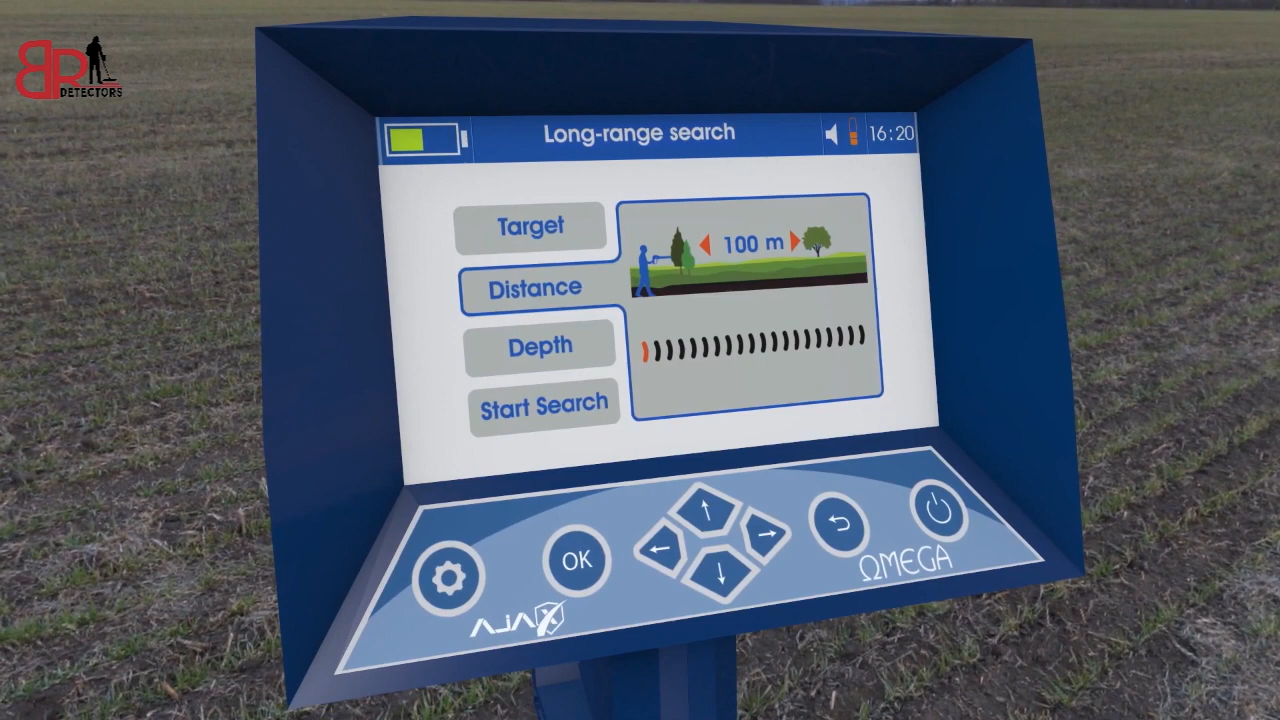 BR
DETECTORS
Long-range search
16:20
Target
100 m
Distance
Depth
Start Search
OK
AJAX
ΩMEGA